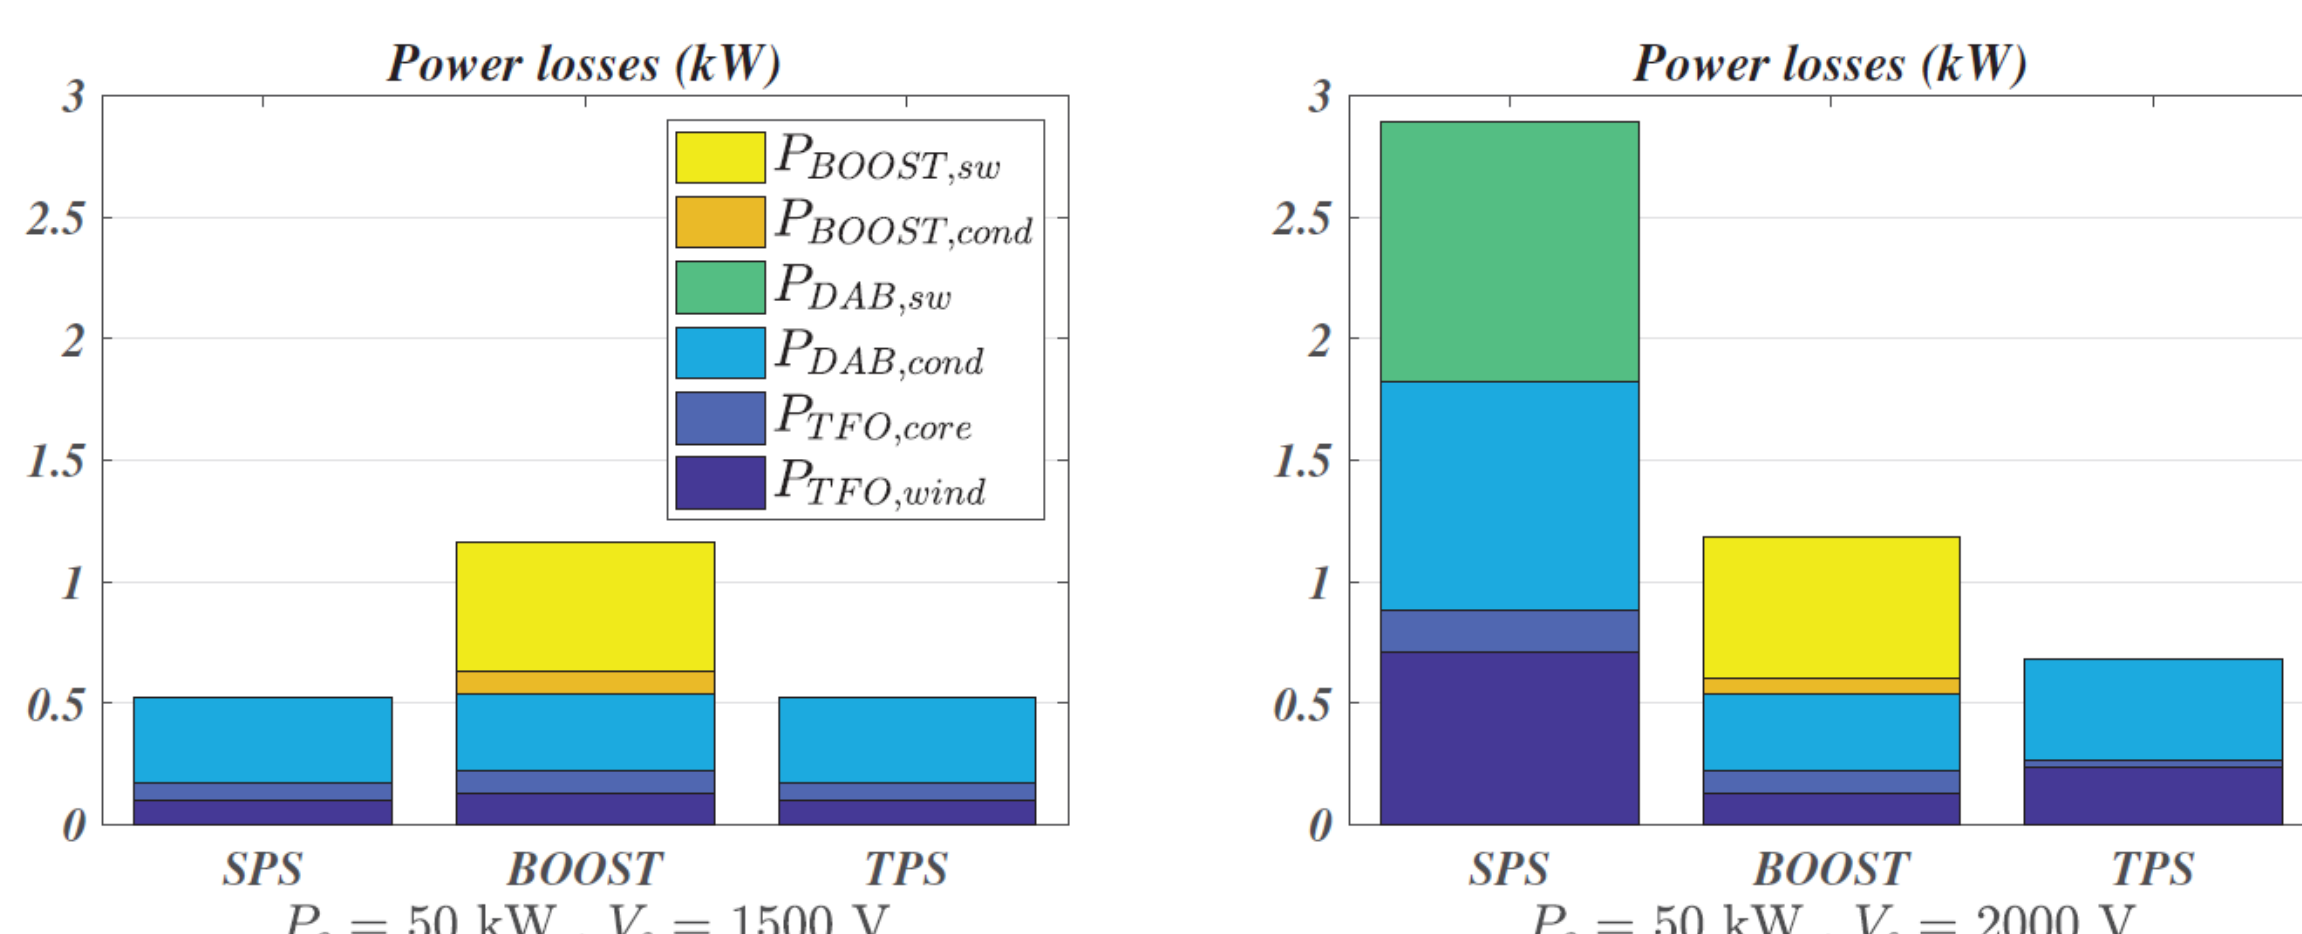 Power losses (kW)
3
2.5
2
1.5
1
0.5
0
P_BOOST,sw
P_BOOST,cond
P_DAB,sw
P_DAB,cond
P_TFO,core
P_TFO,wind
SPS BOOST TPS
= 50 kW , = 1500 V
Power losses (kW)
3
2.5
2
1.5
1
0.5
0
SPS BOOST TPS
= 50 kW , = 2000 V